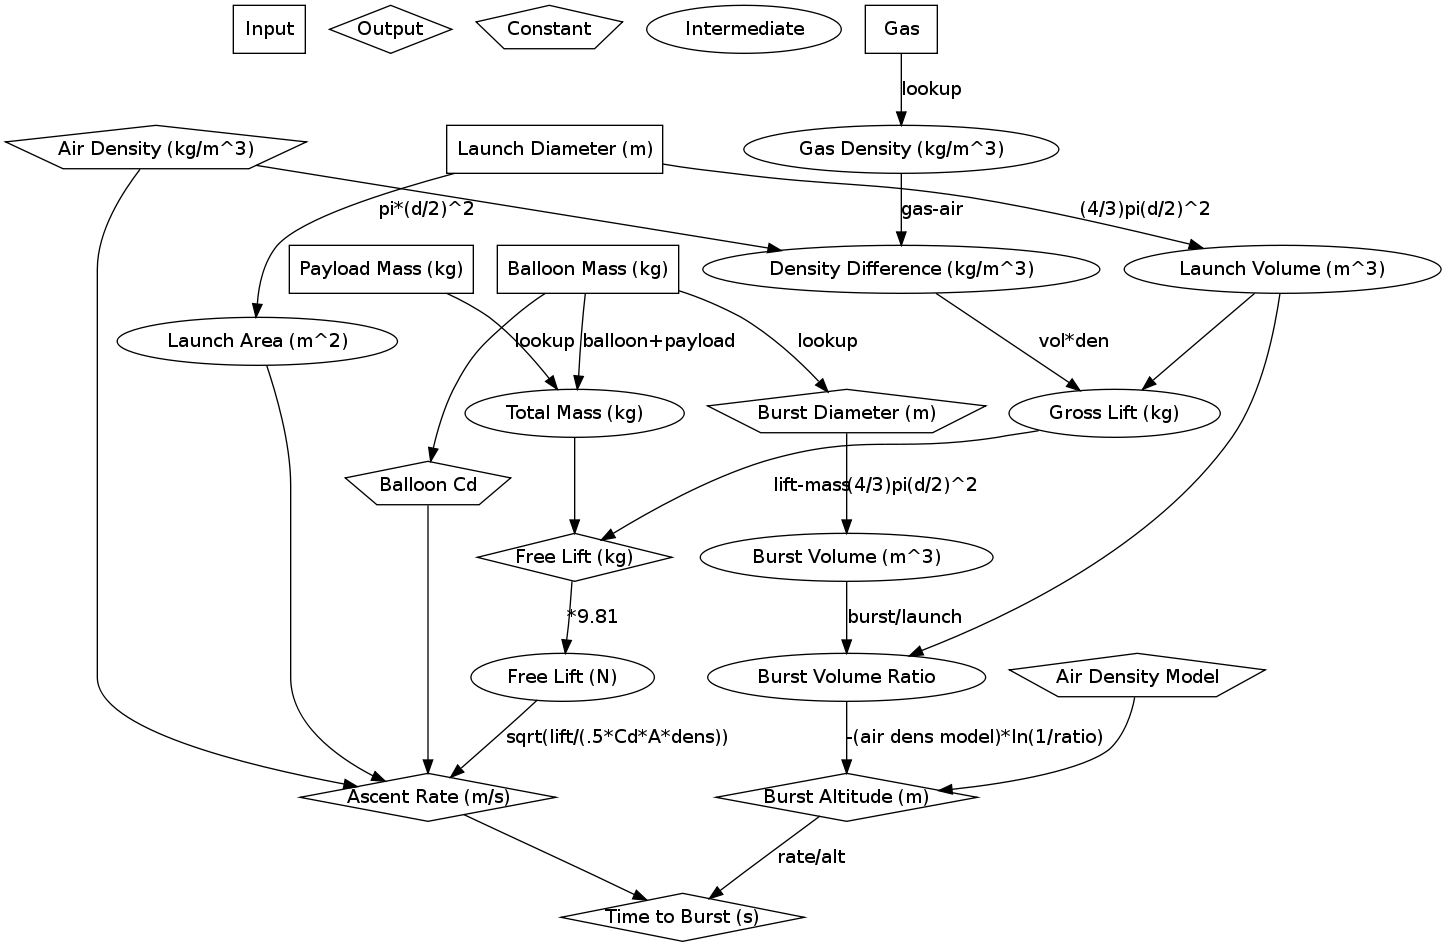 Input
Output
Constant
Intermediate
Gas
lookup
Air Density (kg/m^3)
Launch Diameter (m)
Gas Density (kg/m^3)
pi*(d/2)^2
gas-air
(4/3)pi(d/2)^2
Payload Mass (kg)
Balloon Mass (kg)
Density Difference (kg/m^3)
Launch Volume (m^3)
Launch Area (m^2)
lookup
balloon+payload
lookup
vol*den
Total Mass (kg)
Burst Diameter (m)
Gross Lift (kg)
Balloon Cd
lift-mass
(4/3)pi(d/2)^2
Free Lift (kg)
Burst Volume (m^3)
*9.81
burst/launch
Free Lift (N)
Burst Volume Ratio
Air Density Model
sqrt(lift/(.5*Cd*A*dens))
-(air dens model)*ln(1/ratio)
Ascent Rate (m/s)
Burst Altitude (m)
rate/alt
Time to Burst (s)